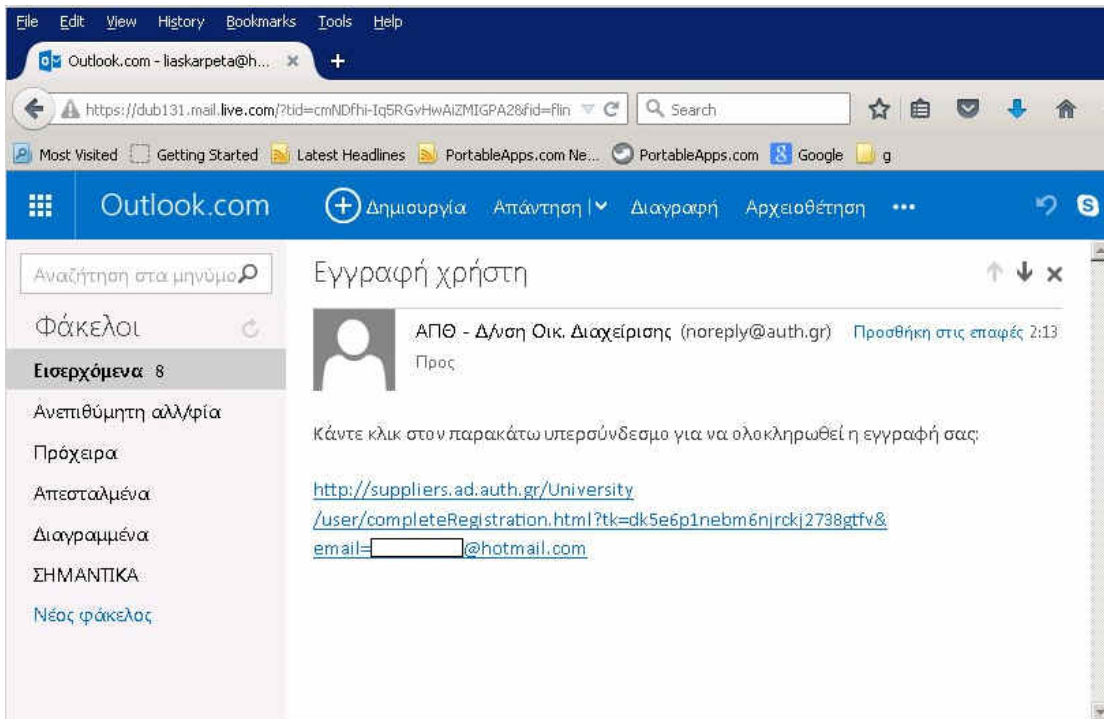 File Edit View History Bookmarks Tools Help
Outlook.com - liaskarpeta@h...
https://dub131.mail.live.com/?tid=cmNDfhi-Iq5RGvHwAiZMIGPA2&fid=flin
Search
Most Visited Getting Started Latest Headlines PortableApps.com Ne... PortableApps.com Google g
Outlook.com Δημιουργία Απάντηση Διαγραφή Αρχειοθέτηση
Αναζήτηση στα μηνύμα
Φάκελοι
Εισερχόμενα 8
Ανεπιθύμητη αλλ/φία
Πρόχειρα
Απεσταλμένα
Διαγραμμένα
ΣΗΜΑΝΤΙΚΑ
Νέος φάκελος
Εγγραφή χρήστη
ΑΠΘ - Δ/νση Οικ. Διαχείρισης (noreply@auth.gr) Προσθήκη στις επαφές 2:13
Προς
Κάντε κλικ στον παρακάτω υπερσύνδεσμο για να ολοκληρωθεί η εγγραφή σας:
http://suppliers.ad.auth.gr/University
/user/completeRegistration.html?tk=dk5e6p1nebm6njrckj2738gtfv&
email= @hotmail.com